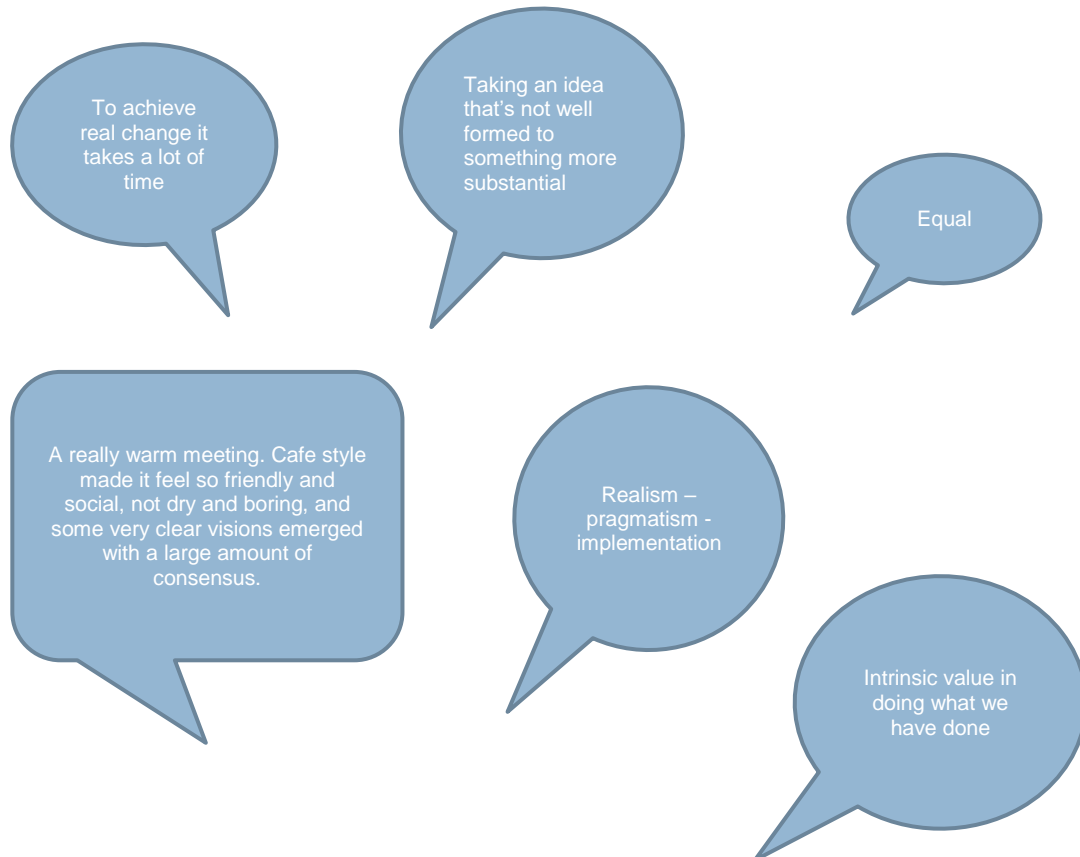 To achieve
real change it
takes a lot of
time
Taking an idea
that's not well
formed to
something more
substantial
Equal
A really warm meeting. Cafe style
made it feel so friendly and
social, not dry and boring, and
some very clear visions emerged
with a large amount of
consensus.
Realism –
pragmatism -
implementation
Intrinsic value in
doing what we
have done